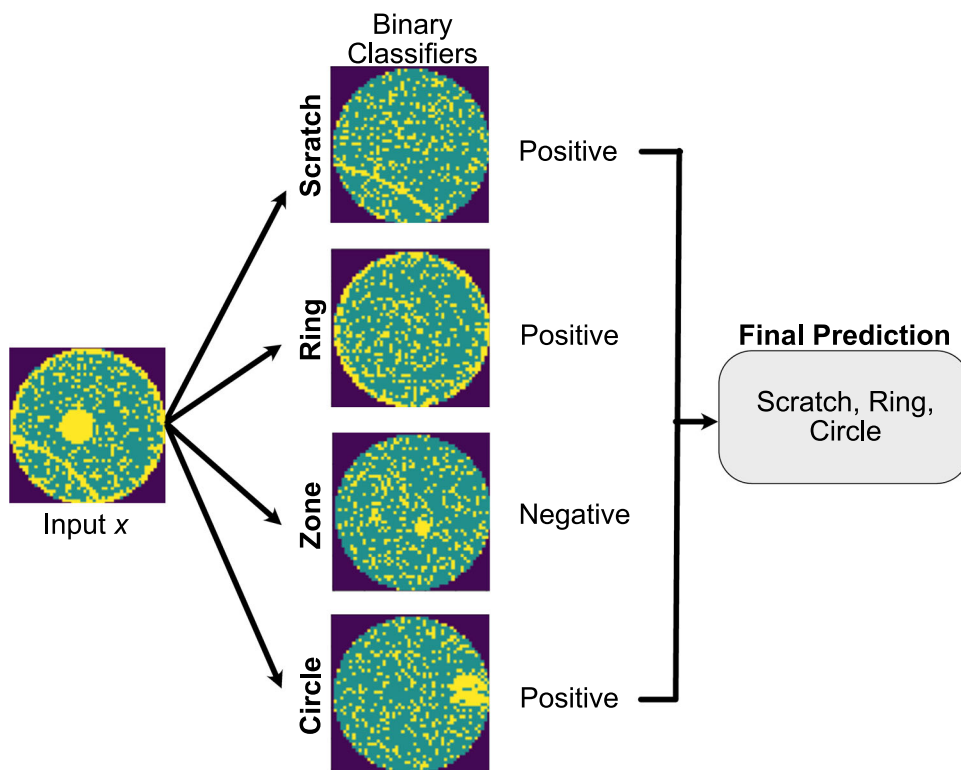 Binary
Classifiers
Scratch
Positive
Ring
Positive
Final Prediction
Scratch, Ring,
Circle
Input x
Zone
Negative
Circle
Positive